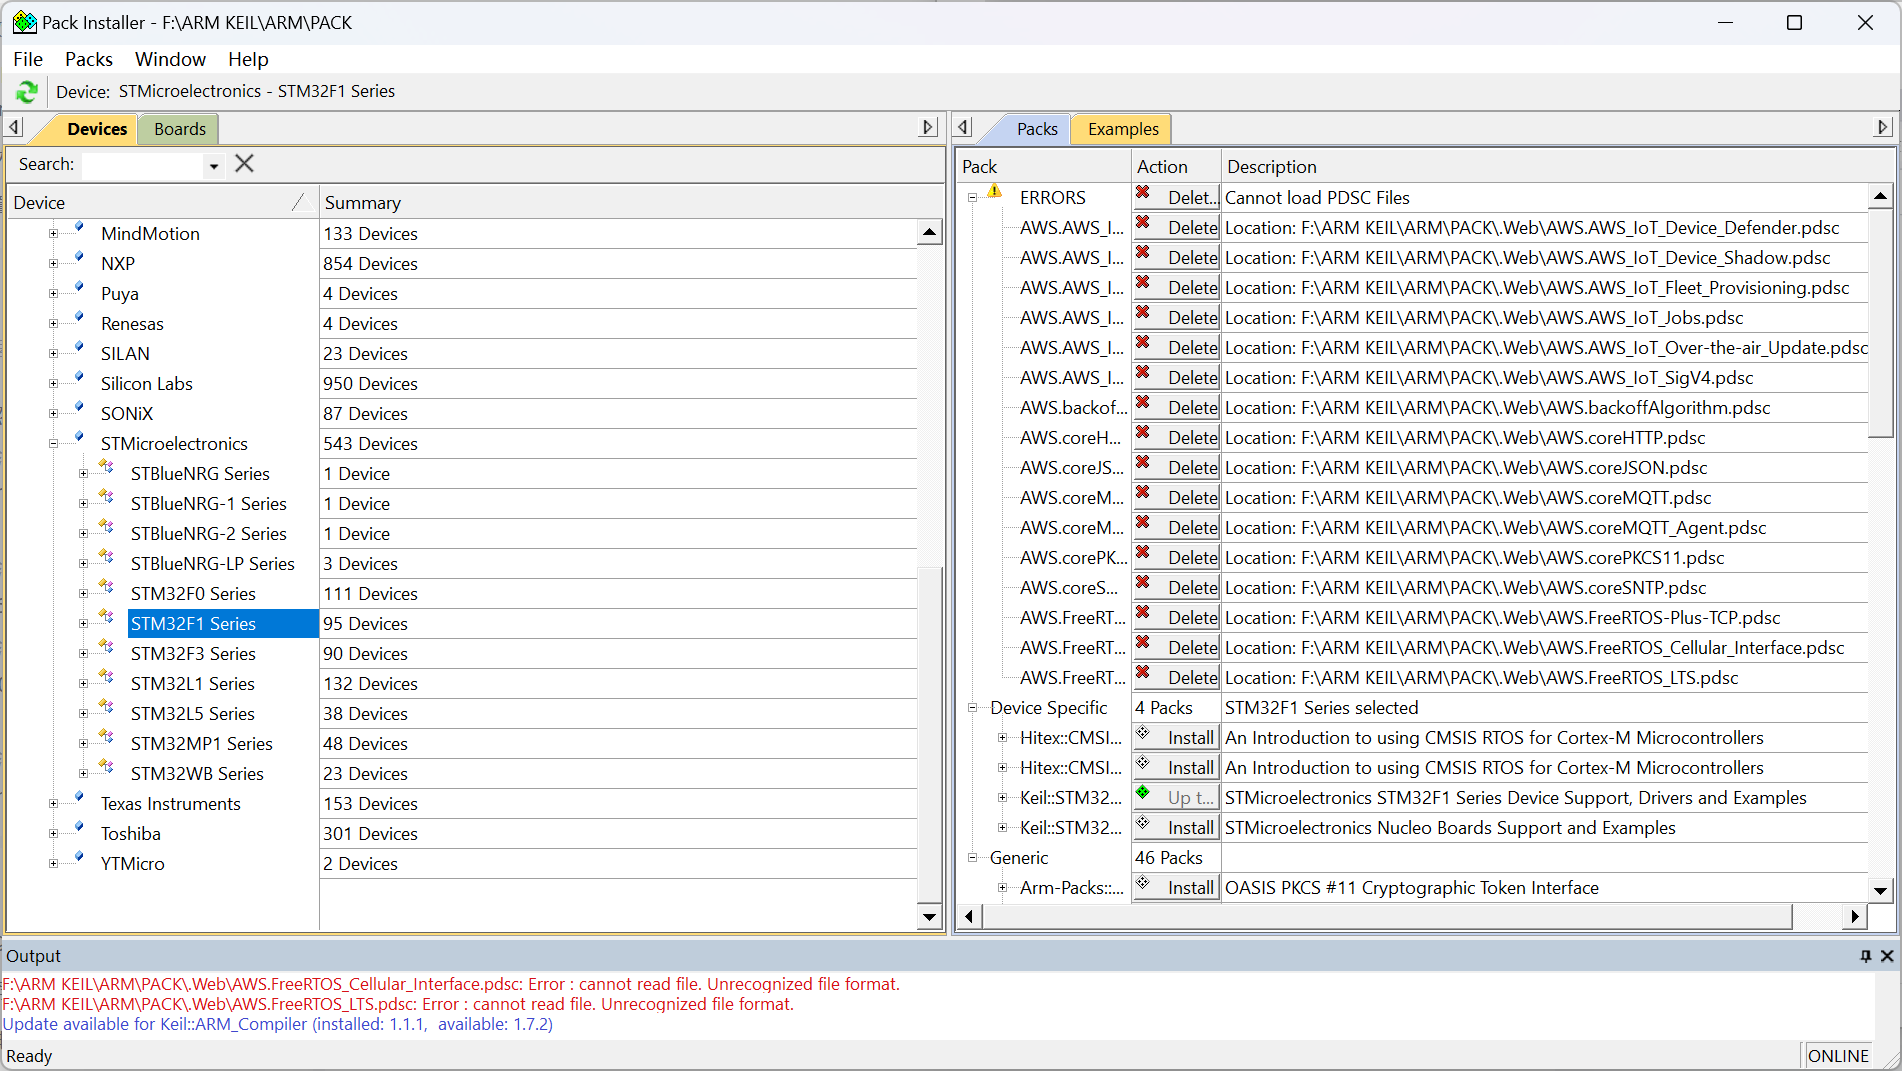 Pack Installer - F:\ARM KEIL\ARM\PACK
File Packs Window Help
Device: STMicroelectronics - STM32F1 Series
Devices Boards
Search:
Device Summary
MindMotion 133 Devices
NXP 854 Devices
Puya 4 Devices
Renesas 4 Devices
SILAN 23 Devices
Silicon Labs 950 Devices
SONiX 87 Devices
STMicroelectronics 543 Devices
STBlueNRG Series 1 Device
STBlueNRG-1 Series 1 Device
STBlueNRG-2 Series 1 Device
STBlueNRG-LP Series 3 Devices
STM32F0 Series 111 Devices
STM32F1 Series 95 Devices
STM32F3 Series 90 Devices
STM32L1 Series 132 Devices
STM32L5 Series 38 Devices
STM32MP1 Series 48 Devices
STM32WB Series 23 Devices
Texas Instruments 153 Devices
Toshiba 301 Devices
YTMicro 2 Devices
Packs Examples
Pack Action Description
ERRORS Delet... Cannot load PDSC Files
AWS.AWS_I... Delete Location: F:\ARM KEIL\ARM\PACK\.Web\AWS.AWS_IoT_Device_Defender.pdsc
AWS.AWS_I... Delete Location: F:\ARM KEIL\ARM\PACK\.Web\AWS.AWS_IoT_Device_Shadow.pdsc
AWS.AWS_I... Delete Location: F:\ARM KEIL\ARM\PACK\.Web\AWS.AWS_IoT_Fleet_Provisioning.pdsc
AWS.AWS_I... Delete Location: F:\ARM KEIL\ARM\PACK\.Web\AWS.AWS_IoT_Jobs.pdsc
AWS.AWS_I... Delete Location: F:\ARM KEIL\ARM\PACK\.Web\AWS.AWS_IoT_Over-the-air_Update.pdsc
AWS.AWS_I... Delete Location: F:\ARM KEIL\ARM\PACK\.Web\AWS.AWS_IoT_SigV4.pdsc
AWS.backof... Delete Location: F:\ARM KEIL\ARM\PACK\.Web\AWS.backoffAlgorithm.pdsc
AWS.coreH... Delete Location: F:\ARM KEIL\ARM\PACK\.Web\AWS.coreHTTP.pdsc
AWS.coreJS... Delete Location: F:\ARM KEIL\ARM\PACK\.Web\AWS.coreJSON.pdsc
AWS.coreM... Delete Location: F:\ARM KEIL\ARM\PACK\.Web\AWS.coreMQTT.pdsc
AWS.coreM... Delete Location: F:\ARM KEIL\ARM\PACK\.Web\AWS.coreMQTT_Agent.pdsc
AWS.corePK... Delete Location: F:\ARM KEIL\ARM\PACK\.Web\AWS.corePKCS11.pdsc
AWS.coreS... Delete Location: F:\ARM KEIL\ARM\PACK\.Web\AWS.coreSNTP.pdsc
AWS.FreeRT... Delete Location: F:\ARM KEIL\ARM\PACK\.Web\AWS.FreeRTOS-Plus-TCP.pdsc
AWS.FreeRT... Delete Location: F:\ARM KEIL\ARM\PACK\.Web\AWS.FreeRTOS_Cellular_Interface.pdsc
AWS.FreeRT... Delete Location: F:\ARM KEIL\ARM\PACK\.Web\AWS.FreeRTOS_LTS.pdsc
Device Specific 4 Packs STM32F1 Series selected
Hitex::CMSI... Install An Introduction to using CMSIS RTOS for Cortex-M Microcontrollers
Hitex::CMSI... Install An Introduction to using CMSIS RTOS for Cortex-M Microcontrollers
Keil::STM32... Up t... STMicroelectronics STM32F1 Series Device Support, Drivers and Examples
Keil::STM32... Install STMicroelectronics Nucleo Boards Support and Examples
Generic 46 Packs
Arm-Packs::... Install OASIS PKCS #11 Cryptographic Token Interface
Output
F:\ARM KEIL\ARM\PACK\.Web\AWS.FreeRTOS_Cellular_Interface.pdsc: Error : cannot read file. Unrecognized file format.
F:\ARM KEIL\ARM\PACK\.Web\AWS.FreeRTOS_LTS.pdsc: Error : cannot read file. Unrecognized file format.
Update available for Keil::ARM_Compiler (installed: 1.1.1, available: 1.7.2)
Ready ONLINE